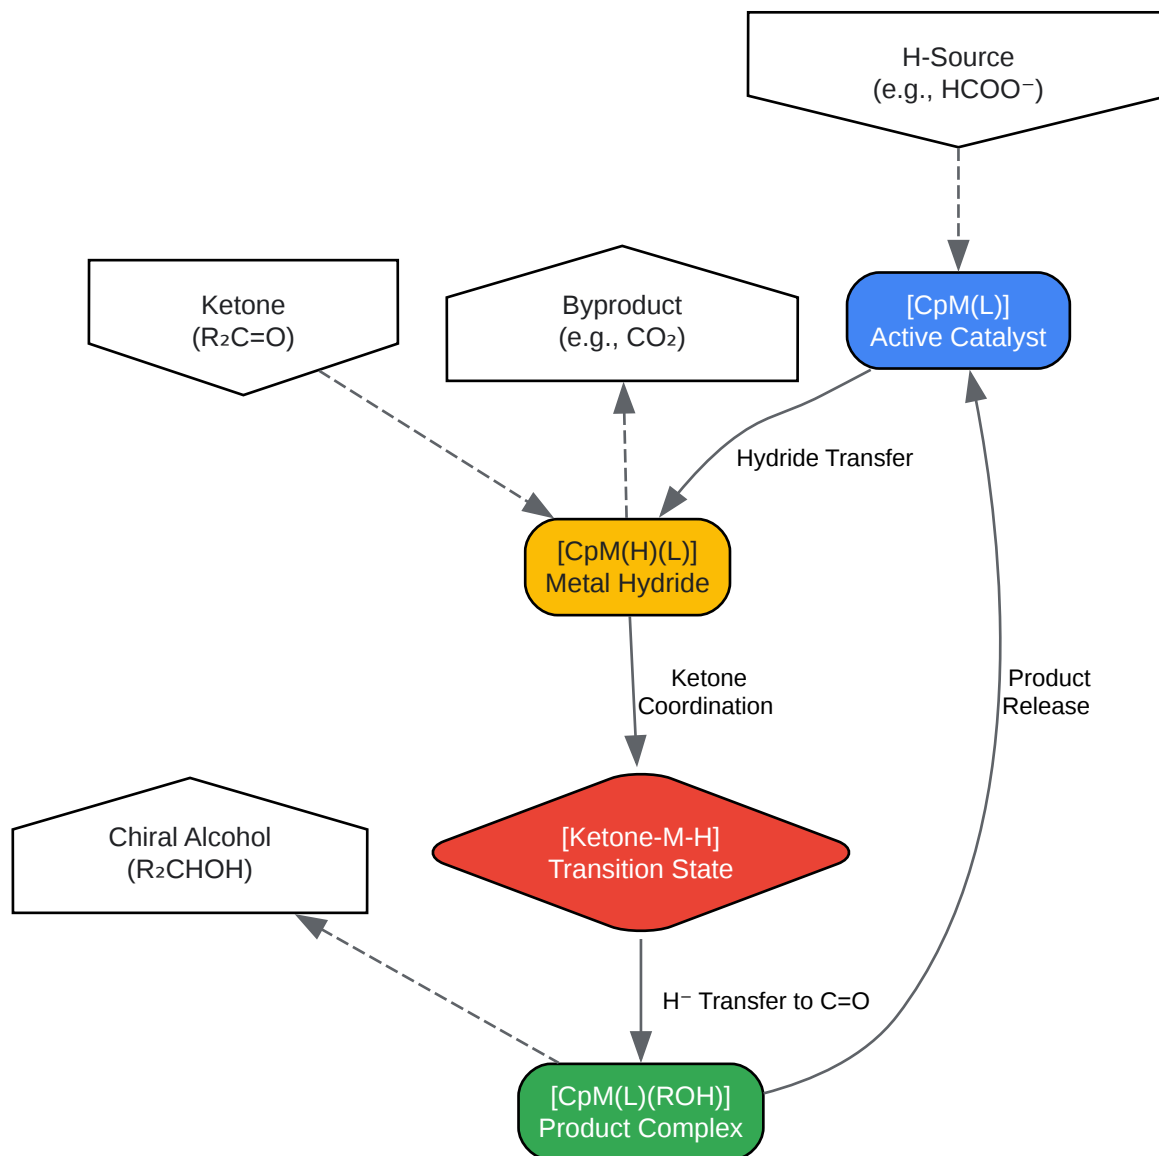 H-Source
(e.g., HCOO⁻)
Ketone
(R₂C=O)
Byproduct
(e.g., CO₂)
[CpM(L)]
Active Catalyst
Hydride Transfer
[CpM(H)(L)]
Metal Hydride
Ketone
Coordination
Product
Release
Chiral Alcohol
(R₂CHOH)
[Ketone-M-H]
Transition State
H⁻ Transfer to C=O
[CpM(L)(ROH)]
Product Complex